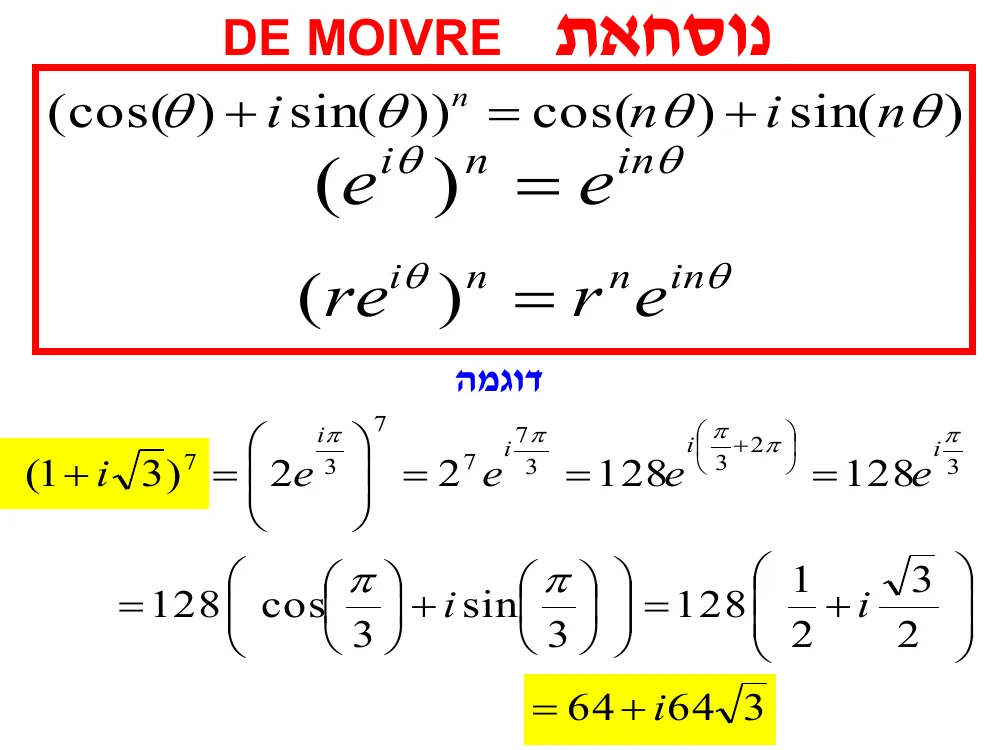 נוסחאת DE MOIVRE
(cos(θ) + i sin(θ))ⁿ = cos(nθ) + i sin(nθ)
(e^{iθ})^n = e^{inθ}
(re^{iθ})^n = r^n e^{inθ}
דוגמה
(1 + i√3)^7 = (2e^{iπ/3})^7 = 2^7 e^{i 7π/3} = 128e^{i(π/3 + 2π)} = 128e^{i π/3}
= 128(cos(π/3) + i sin(π/3)) = 128(1/2 + i √3/2)
= 64 + i64√3